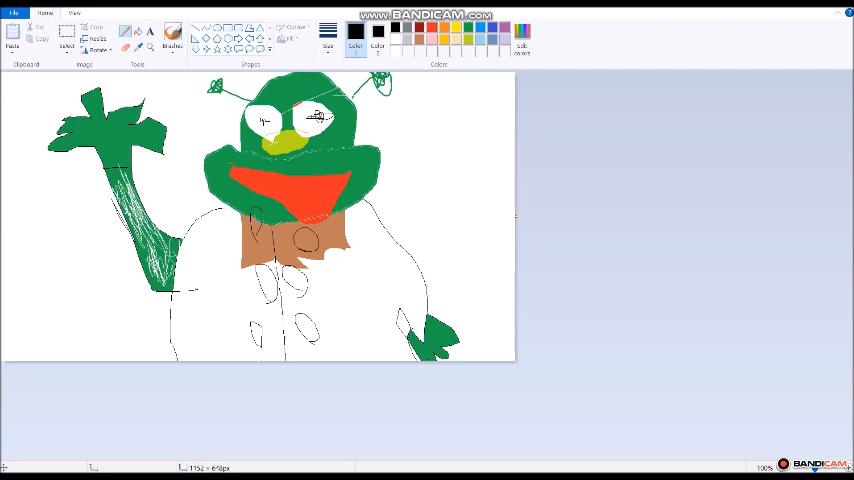 www.BANDICAM.com
File Home View
Paste Cut Copy Select Crop Resize Rotate Brushes Outline Fill Size Color 1 Color 2 Edit colors
Clipboard Image Tools Shapes Colors
1152 × 648px 100% BANDICAM